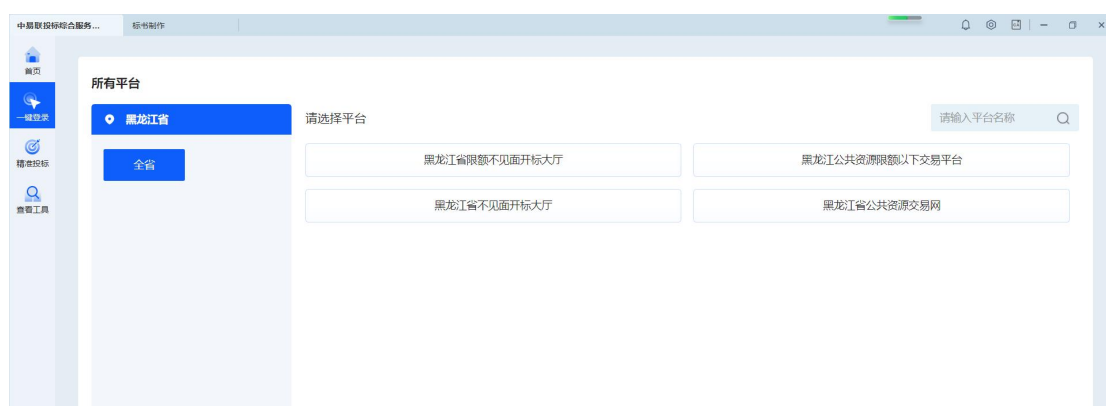 中易联投标综合服务...
标书制作
首页
一键登录
精准投标
查看工具
所有平台
黑龙江省
全省
请选择平台
请输入平台名称
黑龙江省限额不见面开标大厅
黑龙江公共资源限额以下交易平台
黑龙江省不见面开标大厅
黑龙江省公共资源交易网